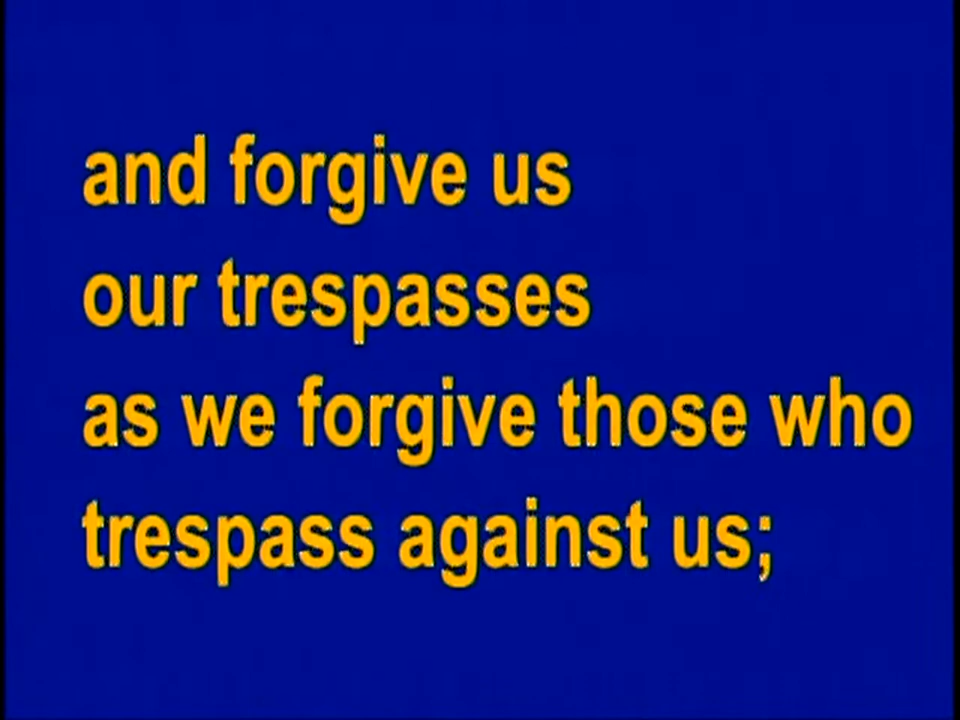 and forgive us
our trespasses
as we forgive those who
trespass against us;